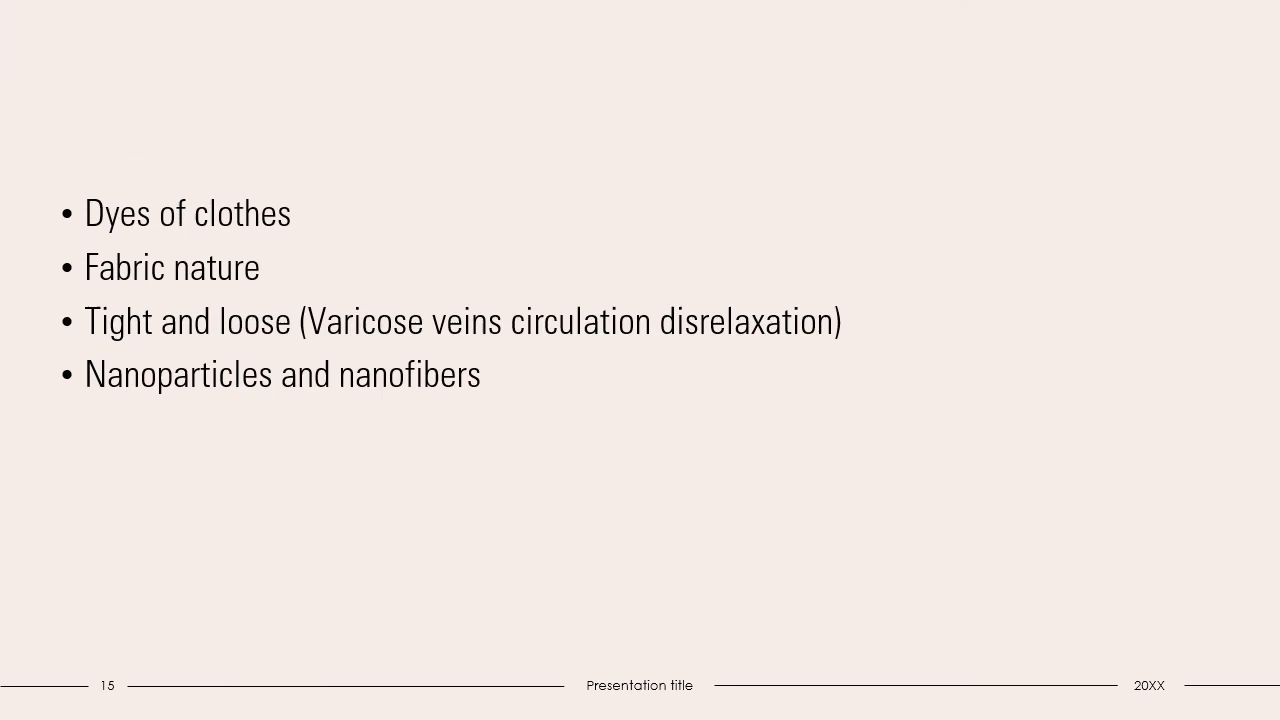 • Dyes of clothes
• Fabric nature
• Tight and loose (Varicose veins circulation disrelaxation)
• Nanoparticles and nanofibers
15 Presentation title 20XX